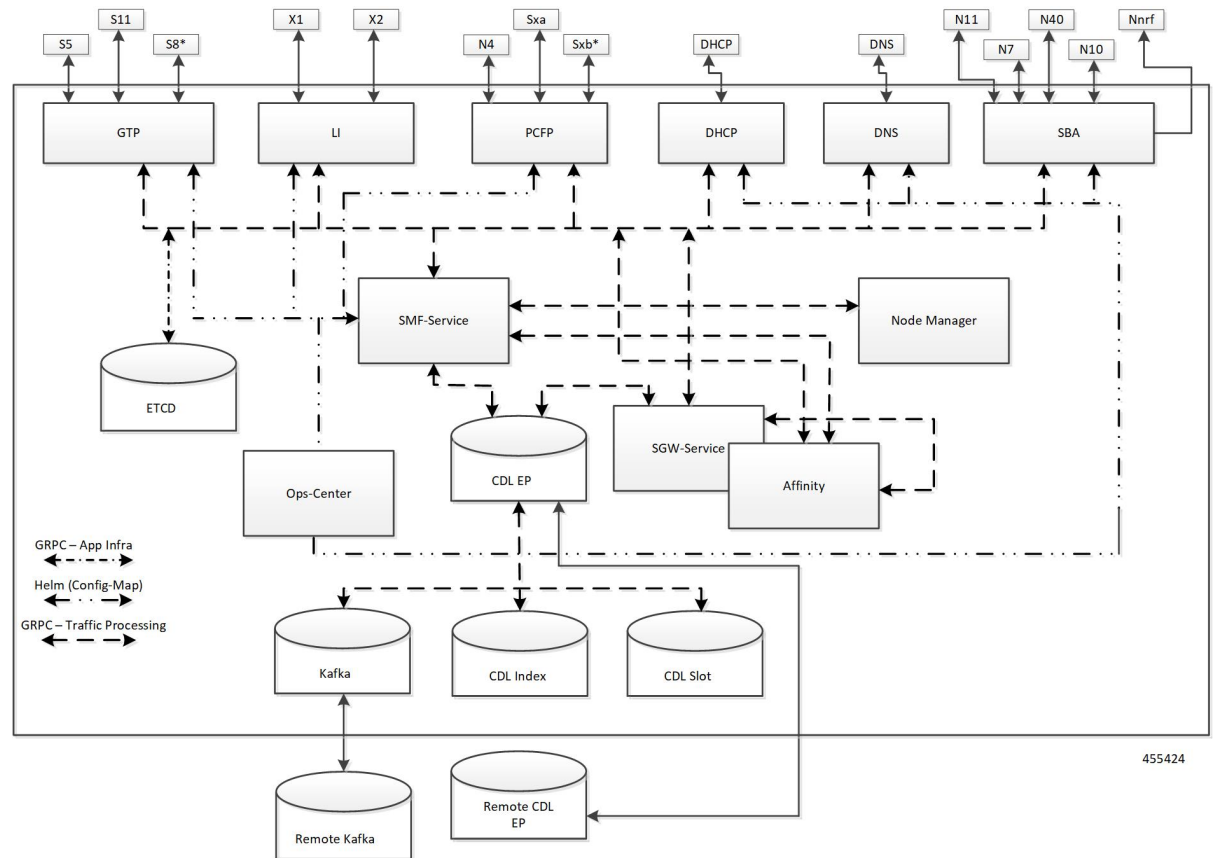 S11
X1
X2
Sxa
N11
N40
Nnrf
S5
S8*
N4
Sxb*
DHCP
DNS
N7
N10
GTP
LI
PCFP
DHCP
DNS
SBA
SMF-Service
Node Manager
ETCD
SGW-Service
CDL EP
Affinity
Ops-Center
GRPC – App Infra
Helm (Config-Map)
GRPC – Traffic Processing
Kafka
CDL Index
CDL Slot
455424
Remote CDL
EP
Remote Kafka